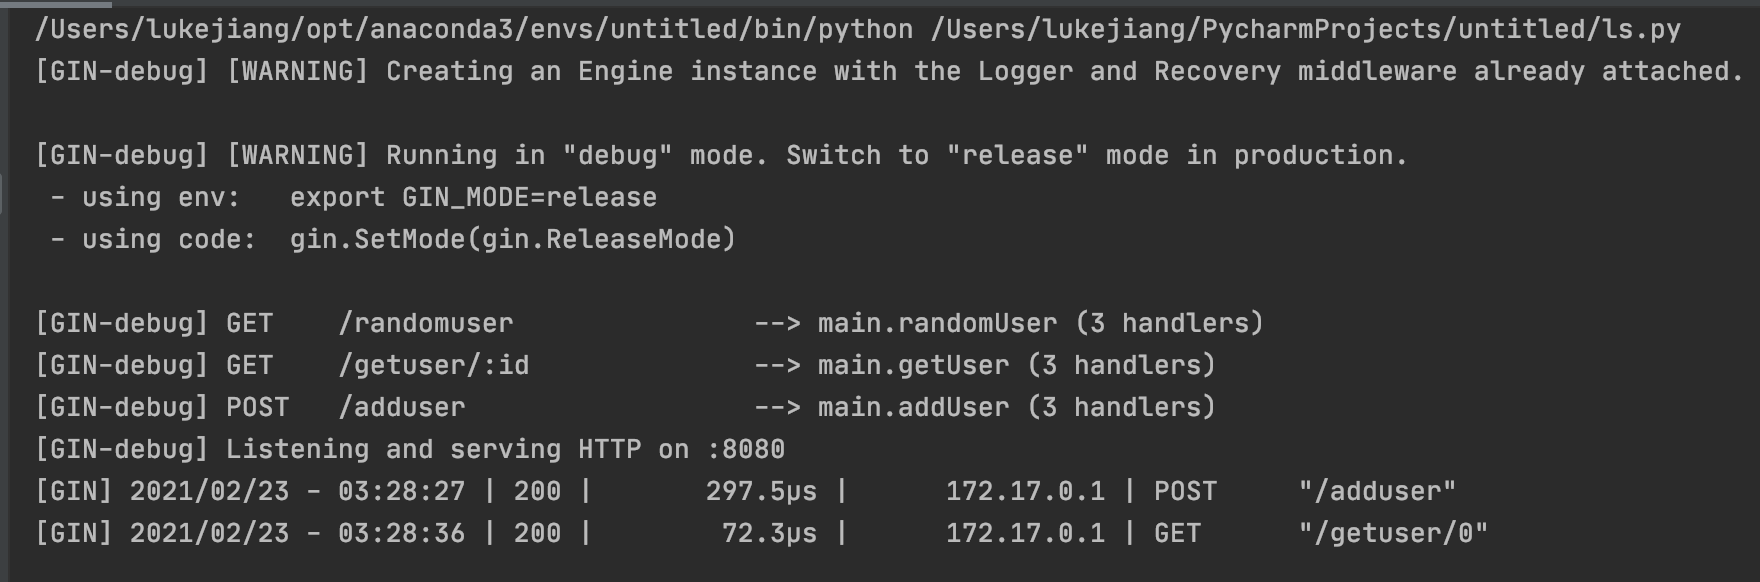 /Users/lukejiang/opt/anaconda3/envs/untitled/bin/python /Users/lukejiang/PycharmProjects/untitled/ls.py
[GIN-debug] [WARNING] Creating an Engine instance with the Logger and Recovery middleware already attached.
[GIN-debug] [WARNING] Running in "debug" mode. Switch to "release" mode in production.
 - using env:   export GIN_MODE=release
 - using code:  gin.SetMode(gin.ReleaseMode)
[GIN-debug] GET    /randomuser               --> main.randomUser (3 handlers)
[GIN-debug] GET    /getuser/:id              --> main.getUser (3 handlers)
[GIN-debug] POST   /adduser                  --> main.addUser (3 handlers)
[GIN-debug] Listening and serving HTTP on :8080
[GIN] 2021/02/23 - 03:28:27 | 200 |       297.5µs |      172.17.0.1 | POST     "/adduser"
[GIN] 2021/02/23 - 03:28:36 | 200 |        72.3µs |      172.17.0.1 | GET      "/getuser/0"